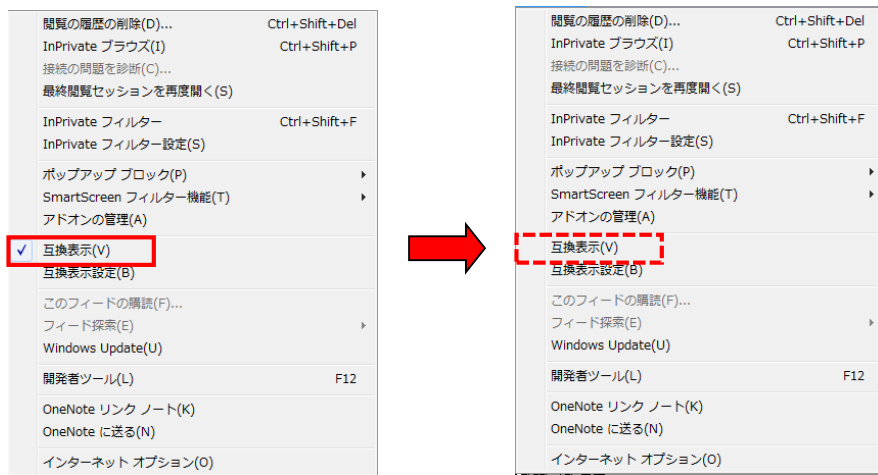 閲覧の履歴の削除(D)... Ctrl+Shift+Del
InPrivate ブラウズ(I) Ctrl+Shift+P
接続の問題を診断(C)...
最終閲覧セッションを再度開く(S)
InPrivate フィルター Ctrl+Shift+F
InPrivate フィルター設定(S)
ポップアップ ブロック(P)
SmartScreen フィルター機能(T)
アドオンの管理(A)
互換表示(V)
互換表示設定(B)
このフィードの購読(F)...
フィード探索(E)
Windows Update(U)
開発者ツール(L) F12
OneNote リンク ノート(K)
OneNote に送る(N)
インターネット オプション(O)
閲覧の履歴の削除(D)... Ctrl+Shift+Del
InPrivate ブラウズ(I) Ctrl+Shift+P
接続の問題を診断(C)...
最終閲覧セッションを再度開く(S)
InPrivate フィルター Ctrl+Shift+F
InPrivate フィルター設定(S)
ポップアップ ブロック(P)
SmartScreen フィルター機能(T)
アドオンの管理(A)
互換表示(V)
互換表示設定(B)
このフィードの購読(F)...
フィード探索(E)
Windows Update(U)
開発者ツール(L) F12
OneNote リンク ノート(K)
OneNote に送る(N)
インターネット オプション(O)